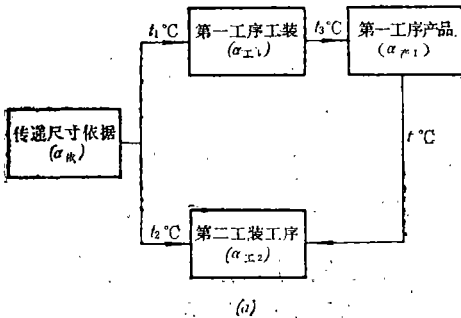 t₁°C
第一工序工装
(α工1)
t₃°C
第一工序产品
(α产1)
传递尺寸依据
(α依)
t°C
t₂°C
第二工装工序
(α工2)
(a)